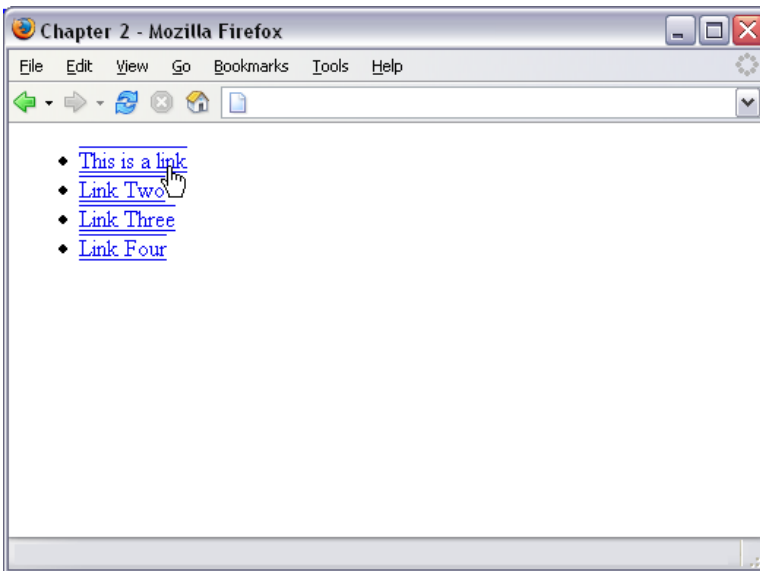 Chapter 2 - Mozilla Firefox
File Edit View Go Bookmarks Tools Help
This is a link
Link Two
Link Three
Link Four